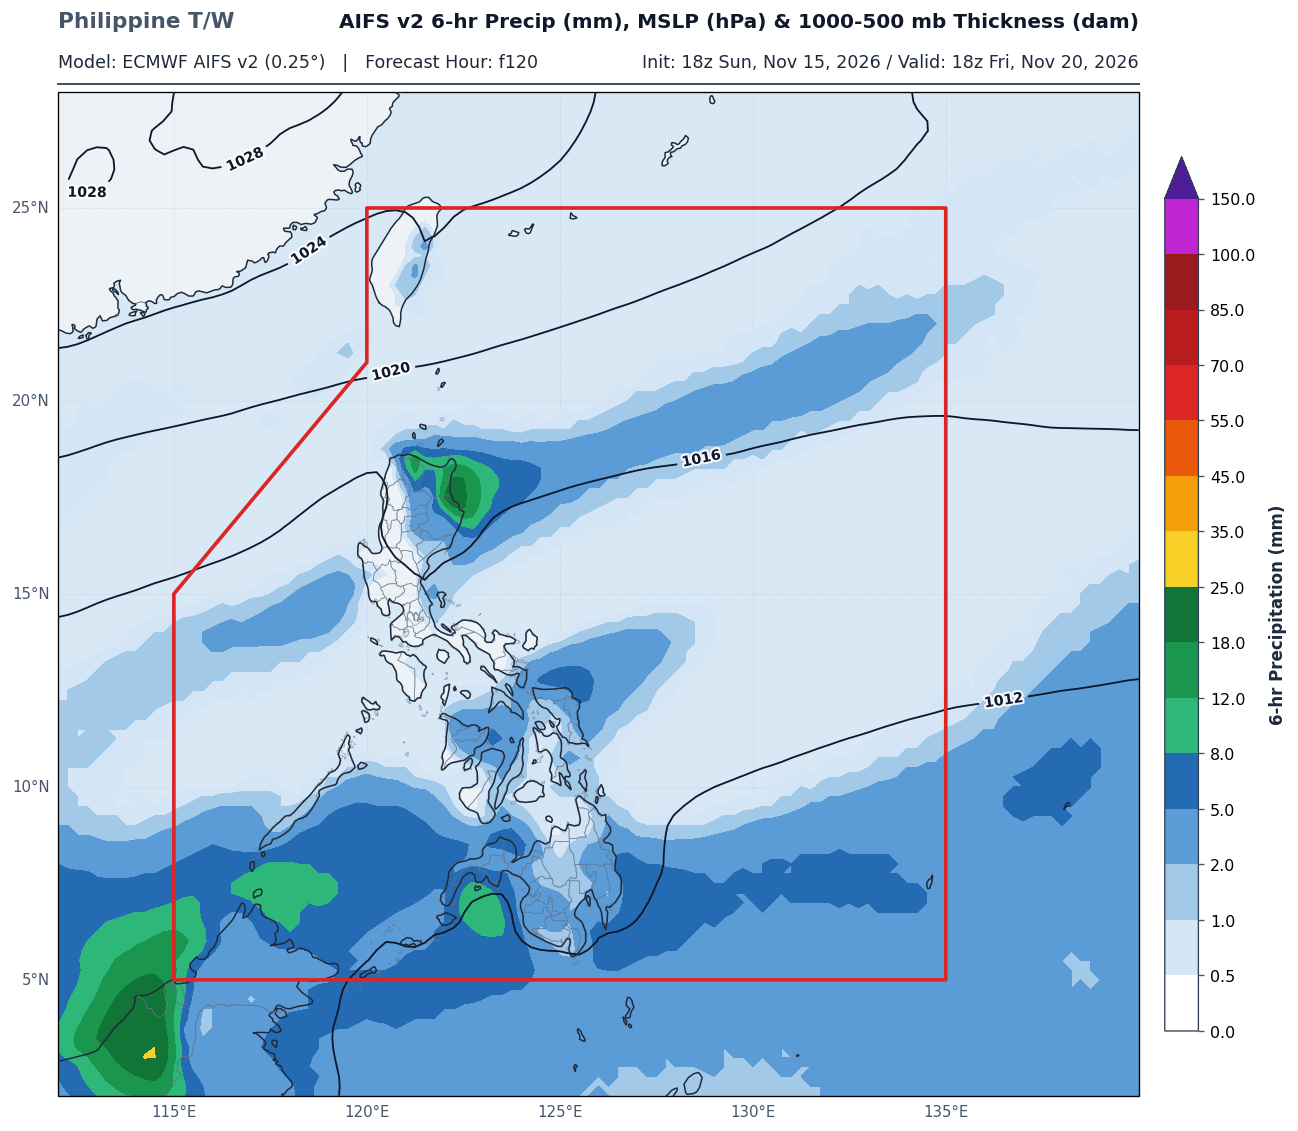 Philippine T/W
AIFS v2 6-hr Precip (mm), MSLP (hPa) & 1000-500 mb Thickness (dam)
Model: ECMWF AIFS v2 (0.25°) | Forecast Hour: f120
Init: 18z Sun, Nov 15, 2026 / Valid: 18z Fri, Nov 20, 2026
1028
1028
1024
1020
1016
1012
25°N
20°N
15°N
10°N
5°N
115°E
120°E
125°E
130°E
135°E
150.0
100.0
85.0
70.0
55.0
45.0
35.0
25.0
18.0
12.0
8.0
5.0
2.0
1.0
0.5
0.0
6-hr Precipitation (mm)